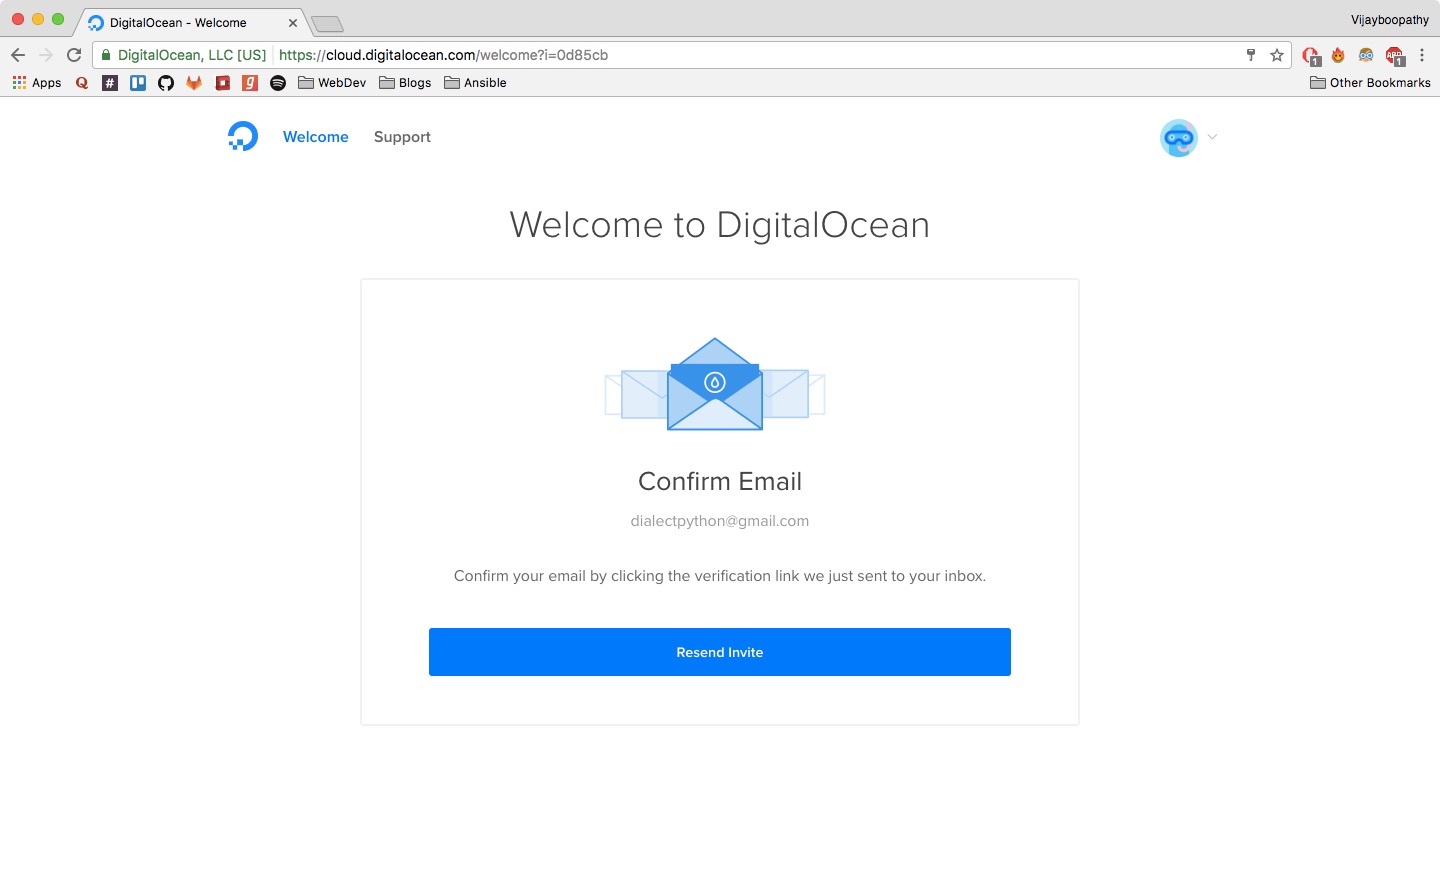 DigitalOcean - Welcome
Vijayboopathy
DigitalOcean, LLC [US] https://cloud.digitalocean.com/welcome?i=0d85cb
1
1
Apps WebDev Blogs Ansible Other Bookmarks
Welcome Support
Welcome to DigitalOcean
Confirm Email
dialectpython@gmail.com
Confirm your email by clicking the verification link we just sent to your inbox.
Resend Invite